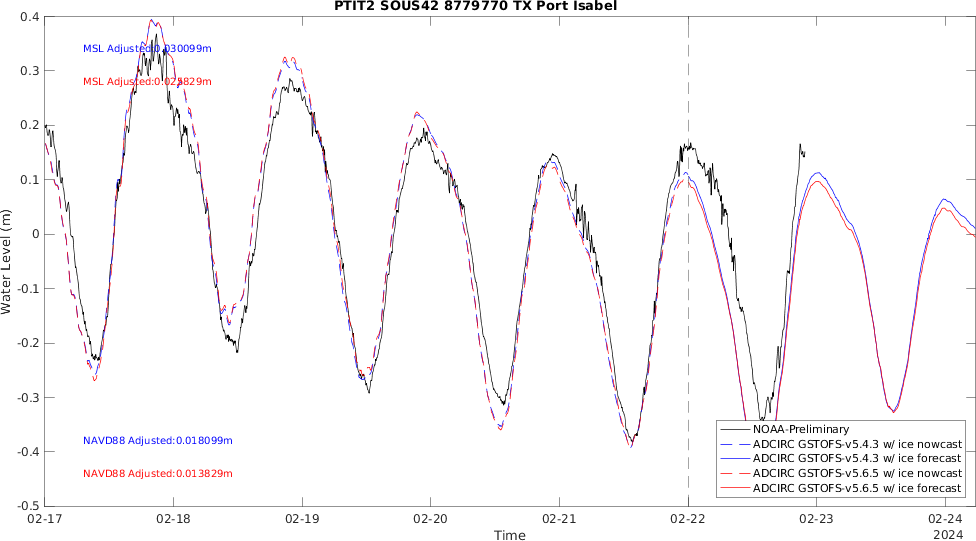 PTIT2 SOUS42 8779770 TX Port Isabel
0.4
MSL Adjusted:0.030099m
0.3
MSL Adjusted:0.025829m
0.2
0.1
0
-0.1
-0.2
-0.3
-0.4
-0.5
Water Level (m)
NAVD88 Adjusted:0.018099m
NAVD88 Adjusted:0.013829m
NOAA-Preliminary
ADCIRC GSTOFS-v5.4.3 w/ ice nowcast
ADCIRC GSTOFS-v5.4.3 w/ ice forecast
ADCIRC GSTOFS-v5.6.5 w/ ice nowcast
ADCIRC GSTOFS-v5.6.5 w/ ice forecast
02-17 02-18 02-19 02-20 02-21 02-22 02-23 02-24
Time
2024